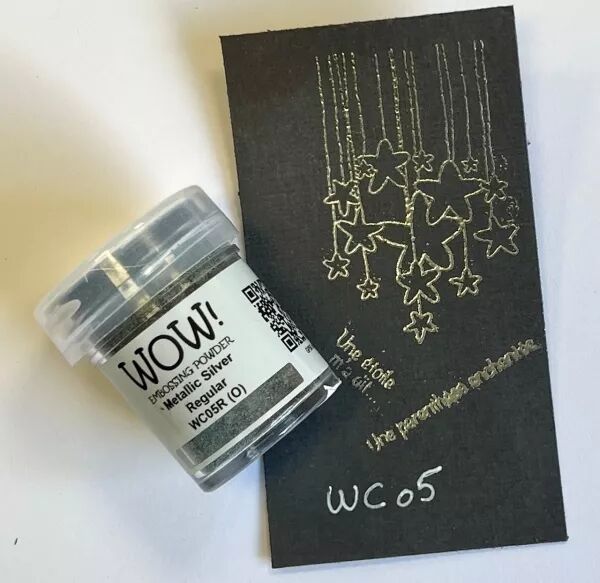 WOW!
EMBOSSING POWDER
Metallic Silver
Regular
WC05R (O)
Une étoile
m'a dit....
Une parenthèse enchantée
WC05